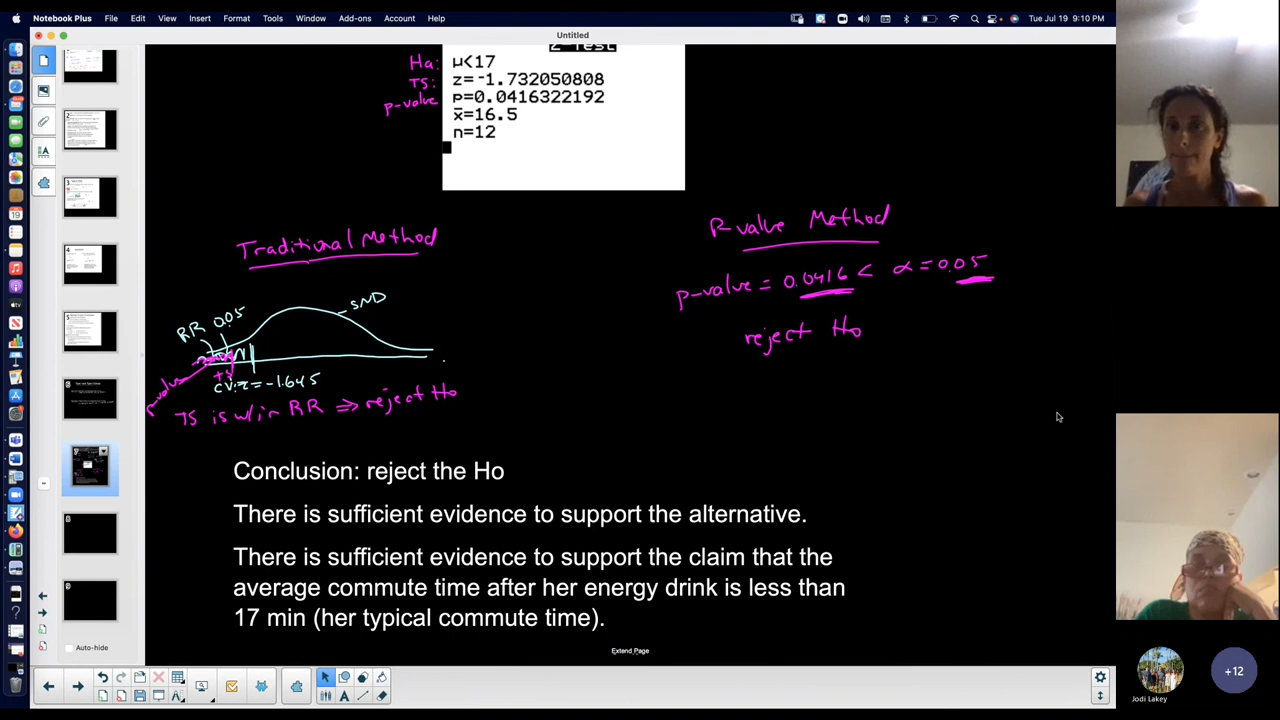 Notebook Plus File Edit View Insert Format Tools Window Add-ons Account Help
Tue Jul 19 9:10 PM
Untitled
Z-Test
Ha: μ<17
TS: z=-1.732050808
p-value p=0.0416322192
x̄=16.5
n=12
Traditional Method
P-value Method
p-value = 0.0416 < α = 0.05
reject Ho
SND
RR 0.05
TS
CV: z = -1.645
p-value
TS is w/in RR ⇒ reject Ho
Conclusion: reject the Ho
There is sufficient evidence to support the alternative.
There is sufficient evidence to support the claim that the
average commute time after her energy drink is less than
17 min (her typical commute time).
Extend Page
Auto-hide
Jodi Lakey
+12